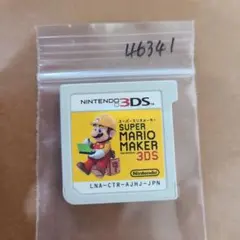 46341
NINTENDO 3DS
スーパーマリオメーカー
SUPER
MARIO
MAKER
3DS
Nintendo
LNA-CTR-AJHJ-JPN